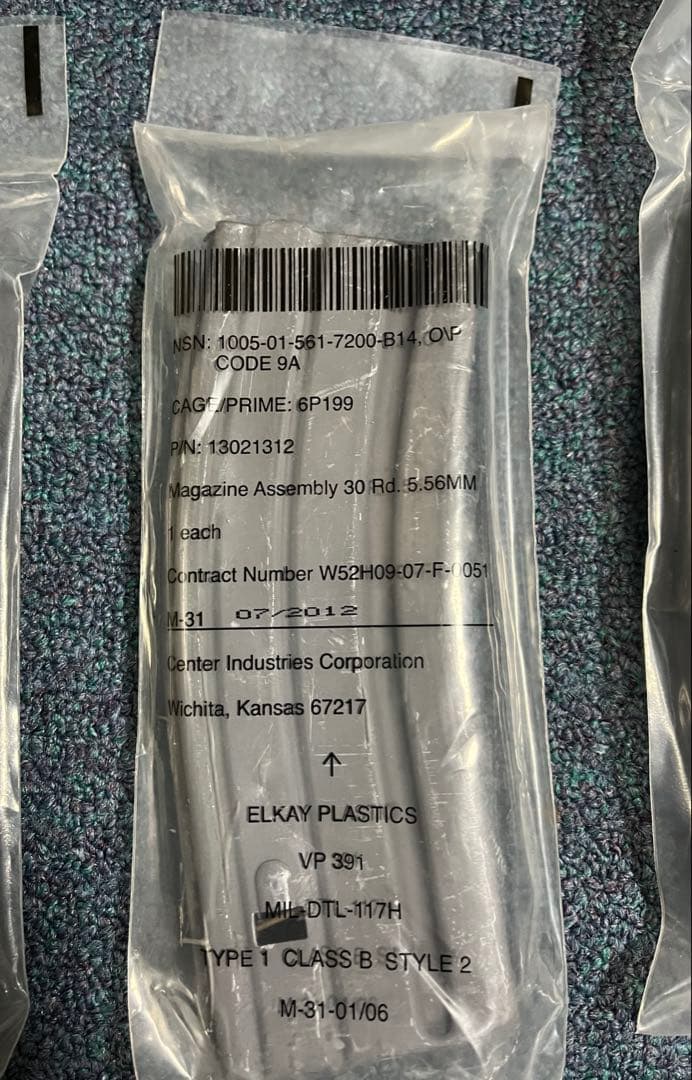 NSN: 1005-01-561-7200-B14, O\P
CODE 9A
CAGE/PRIME: 6P199
P/N: 13021312
Magazine Assembly 30 Rd. 5.56MM
1 each
Contract Number W52H09-07-F-0051
M-31 07/2012
Center Industries Corporation
Wichita, Kansas 67217
↑
ELKAY PLASTICS
VP 391
MIL-DTL-117H
TYPE 1 CLASS B STYLE 2
M-31-01/06